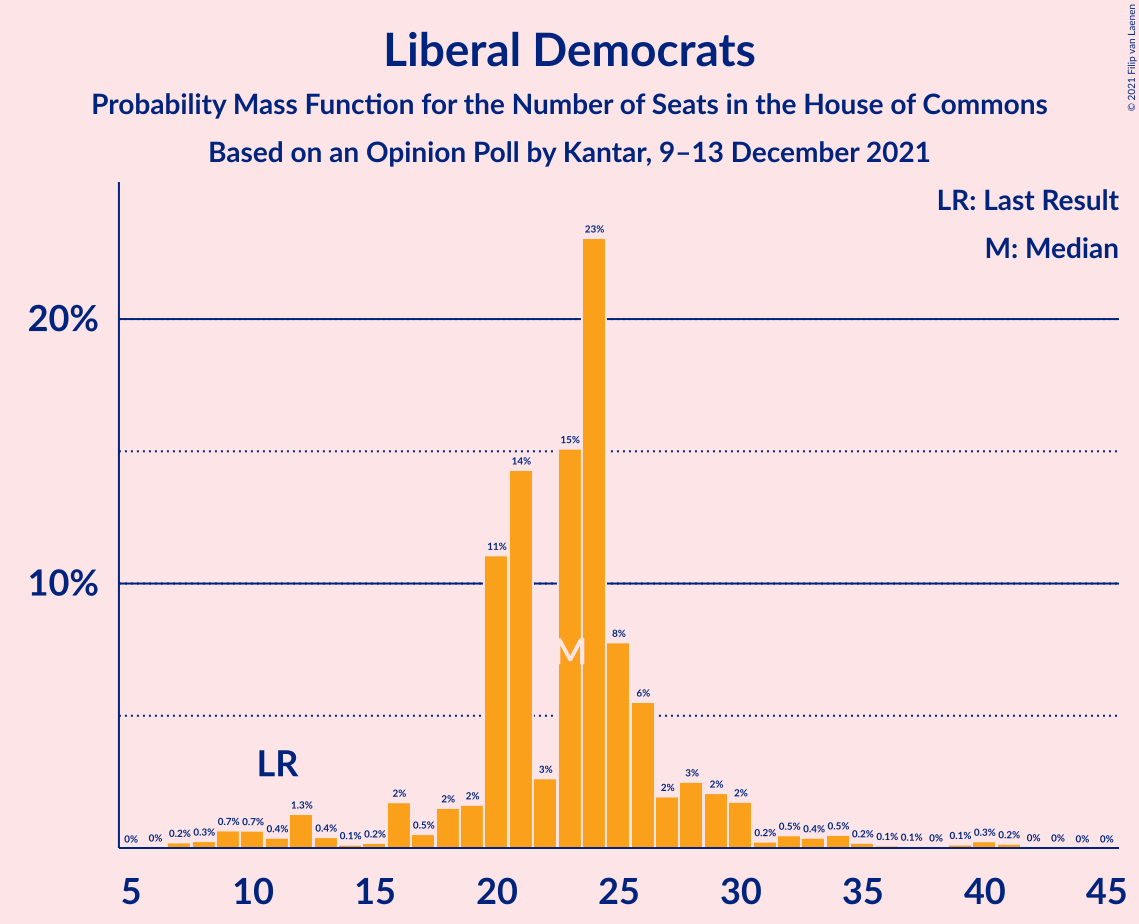 © 2021 Filip van Laenen
Liberal Democrats
Probability Mass Function for the Number of Seats in the House of Commons
Based on an Opinion Poll by Kantar, 9–13 December 2021
LR: Last Result
M: Median
20%
10%
0% 0% 0.2% 0.3% 0.7% 0.7% 0.4% 1.3% 0.4% 0.1% 0.2% 2% 0.5% 2% 2% 11% 14% 3% 15% 23% 8% 6% 2% 3% 2% 2% 0.2% 0.5% 0.4% 0.5% 0.2% 0.1% 0.1% 0% 0.1% 0.3% 0.2% 0% 0% 0% 0%
M
LR
5 10 15 20 25 30 35 40 45